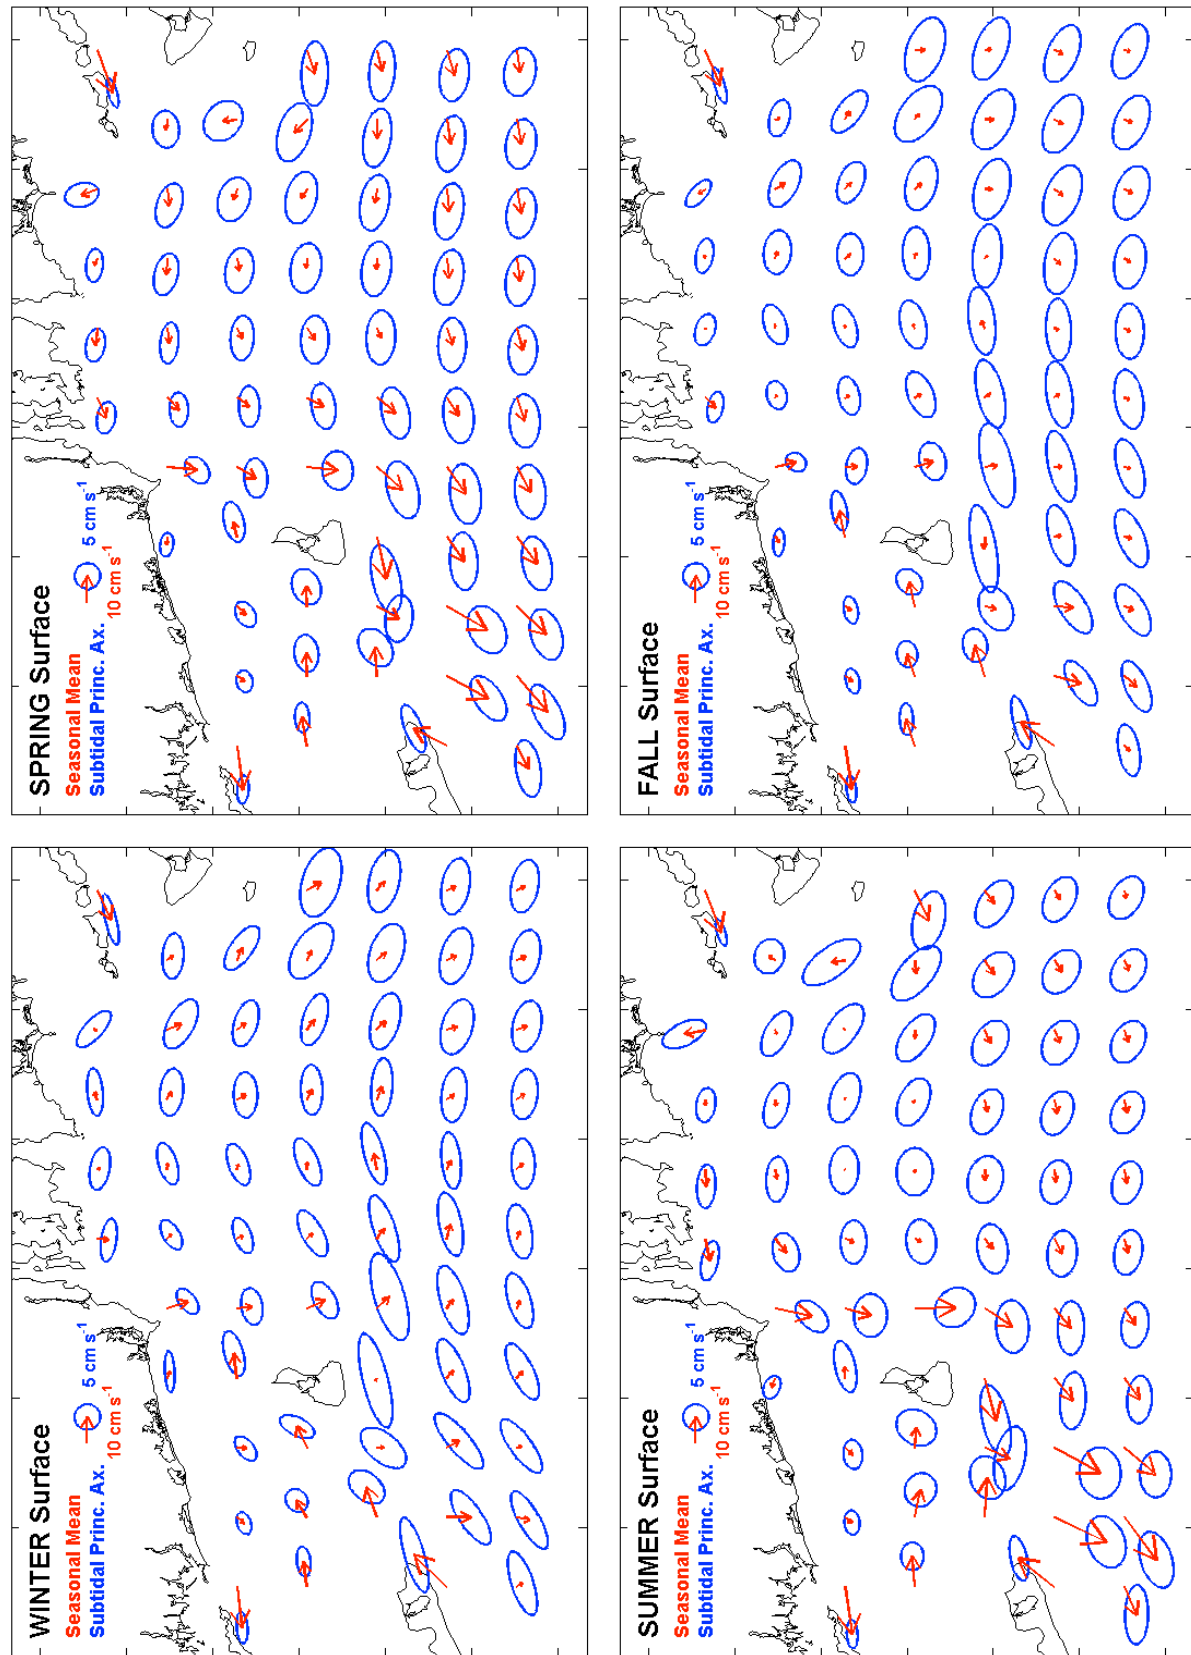 SPRING Surface
Seasonal Mean
Subtidal Princ. Ax.
5 cm s⁻¹
10 cm s⁻¹
FALL Surface
Seasonal Mean
Subtidal Princ. Ax.
5 cm s⁻¹
10 cm s⁻¹
WINTER Surface
Seasonal Mean
Subtidal Princ. Ax.
5 cm s⁻¹
10 cm s⁻¹
SUMMER Surface
Seasonal Mean
Subtidal Princ. Ax.
5 cm s⁻¹
10 cm s⁻¹